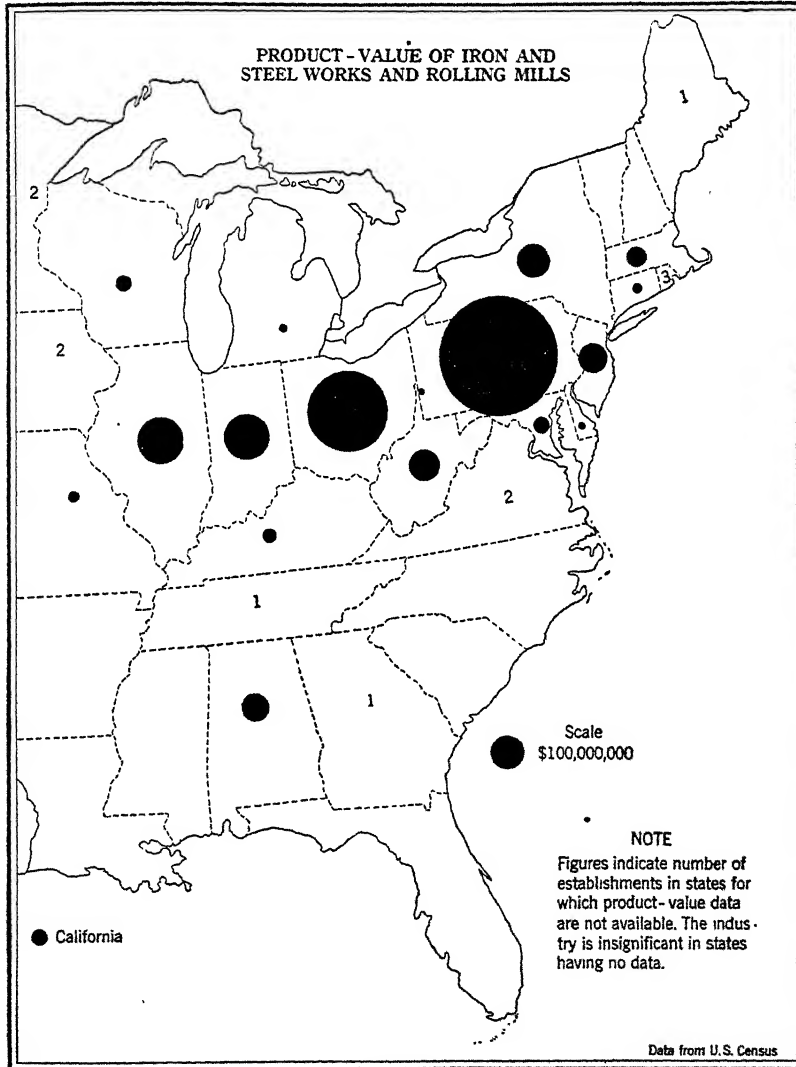 PRODUCT-VALUE OF IRON AND
STEEL WORKS AND ROLLING MILLS
1
2
3
2
2
1
1
Scale
$100,000,000
NOTE
Figures indicate number of
establishments in states for
which product-value data
are not available. The indus-
try is insignificant in states
having no data.
California
Data from U.S. Census